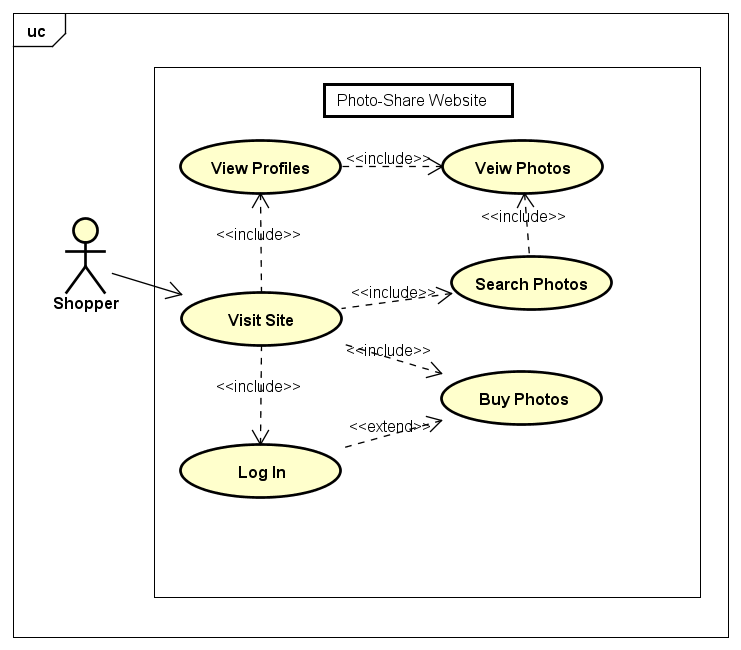 uc
Photo-Share Website
View Profiles
<<include>>
Veiw Photos
<<include>>
<<include>>
Search Photos
Shopper
Visit Site
<<include>>
<<include>>
<<include>>
Buy Photos
<<extend>>
Log In